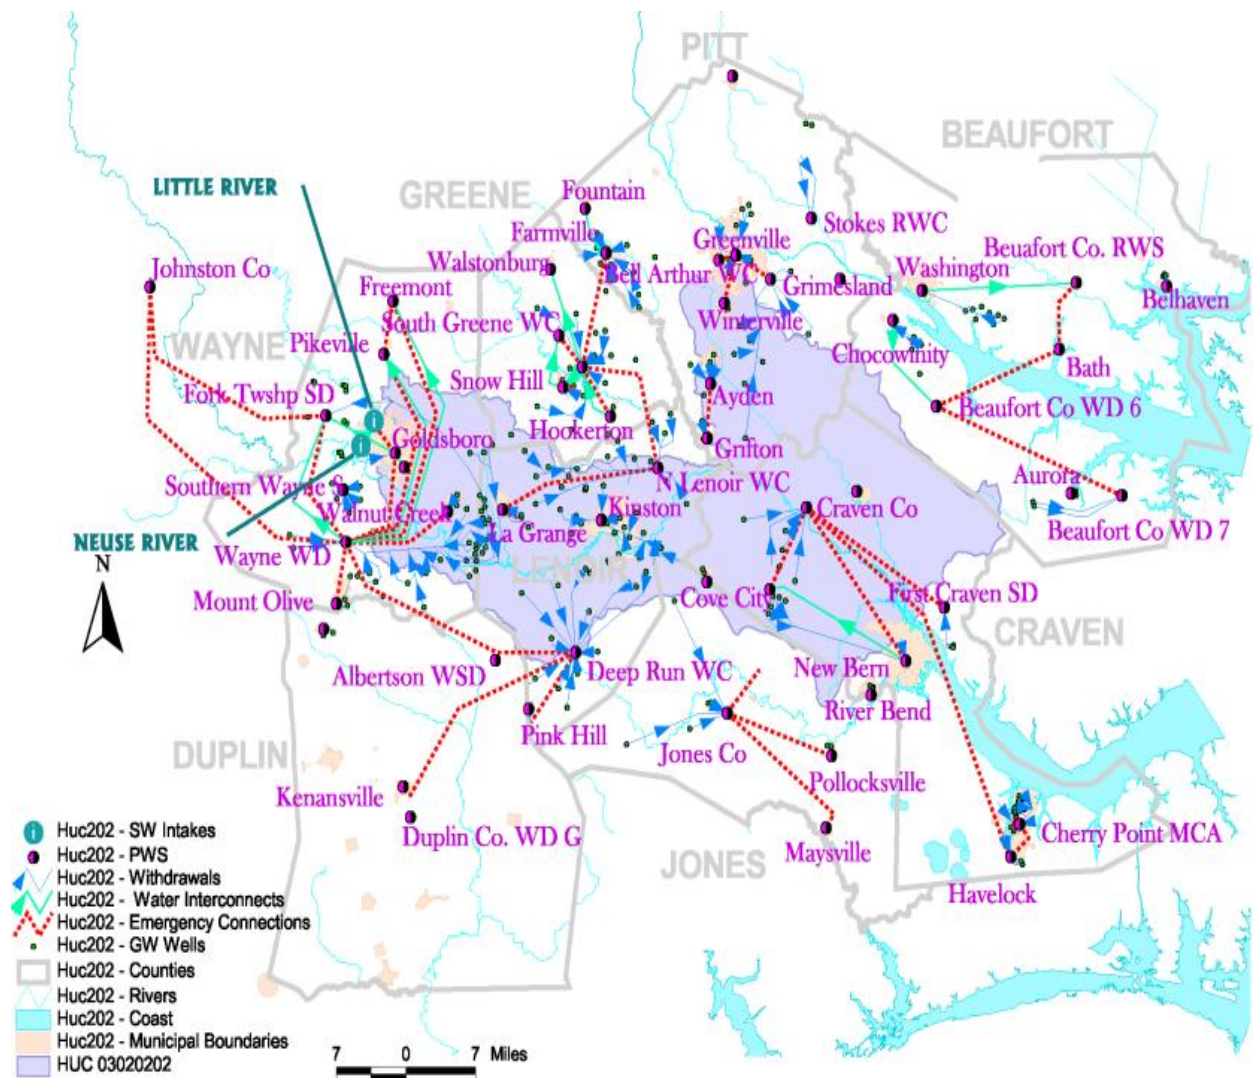 PITT
BEAUFORT
LITTLE RIVER
GREENE
Fountain
Stokes RWC
Farmville
Greenville
Beuafort Co. RWS
Johnston Co
Walstonburg
Bell Arthur WC
Grimesland
Washington
Belhaven
Freemont
South Greene WC
Winterville
WAYNE
Pikeville
Chocowinity
Bath
Snow Hill
Ayden
Fork Twshp SD
Hookerton
Beaufort Co WD 6
Goldsboro
Grifton
Southern Wayne S
N Lenoir WC
Aurora
Walnut Creek
La Grange
Kinston
Craven Co
Beaufort Co WD 7
NEUSE RIVER
Wayne WD
LENOIR
N
Mount Olive
Cove City
First Craven SD
CRAVEN
Albertson WSD
Deep Run WC
New Bern
River Bend
Pink Hill
Jones Co
DUPLIN
Pollocksville
Kenansville
Duplin Co. WD G
Maysville
Cherry Point MCA
JONES
Havelock
i Huc202 - SW Intakes
Huc202 - PWS
Huc202 - Withdrawals
Huc202 - Water Interconnects
Huc202 - Emergency Connections
Huc202 - GW Wells
Huc202 - Counties
Huc202 - Rivers
Huc202 - Coast
Huc202 - Municipal Boundaries
HUC 03020202
7 0 7 Miles